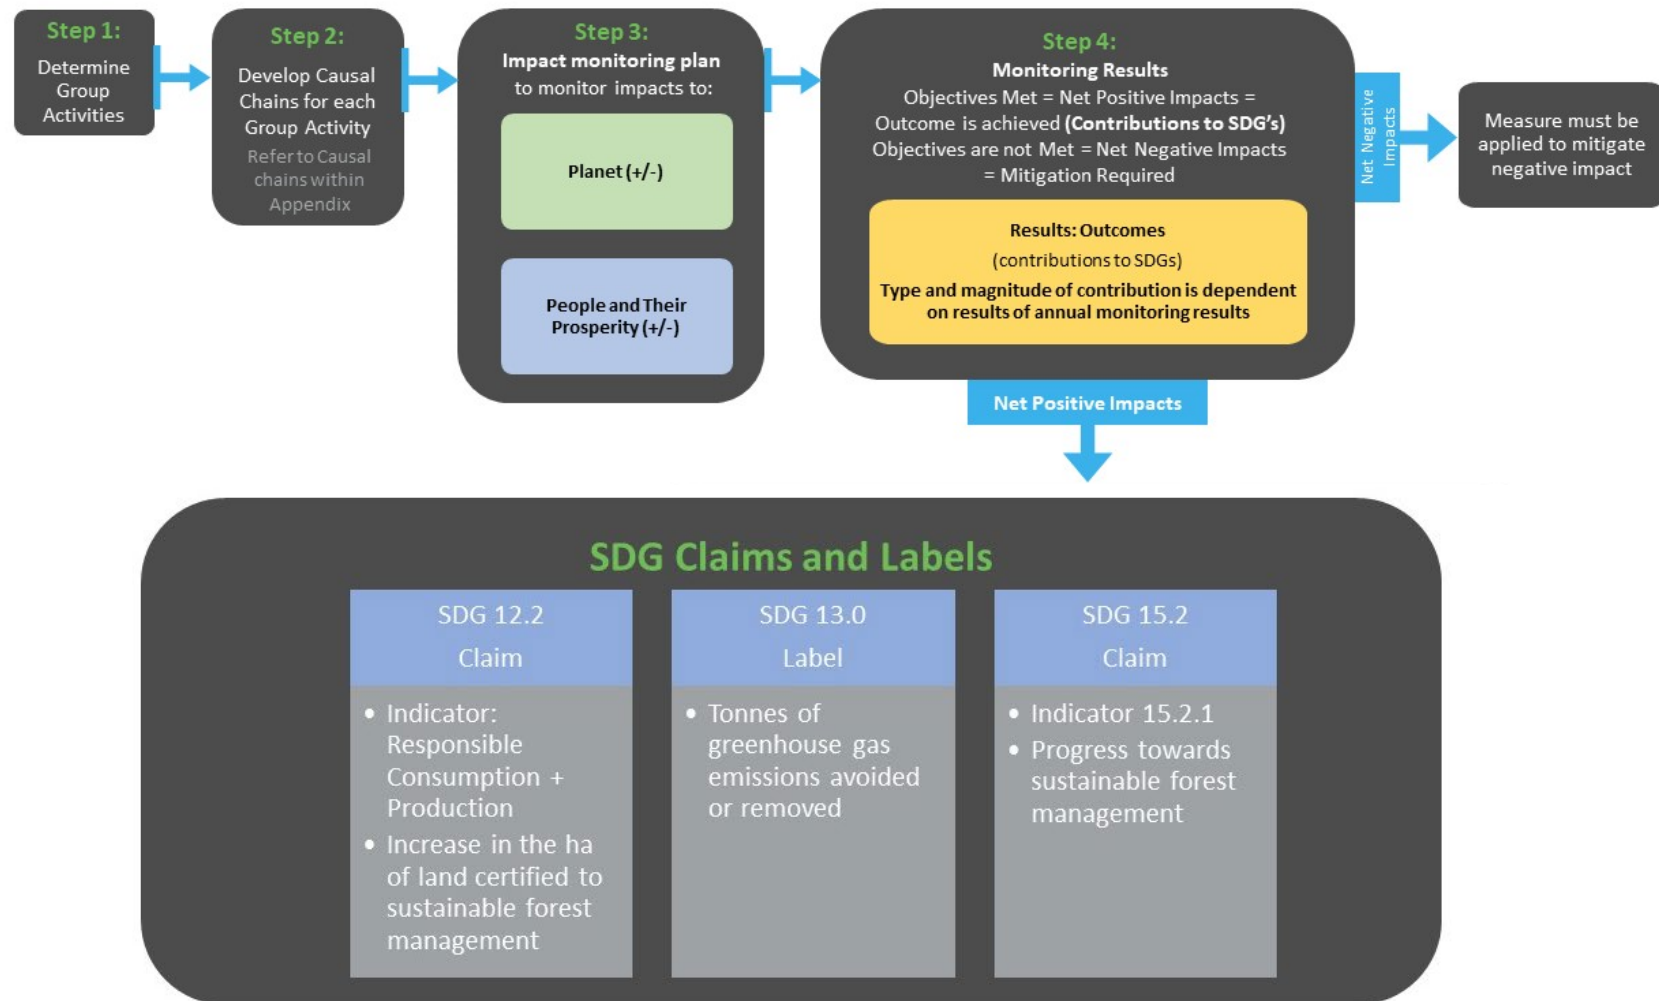 Step 1:
Determine
Group
Activities
Step 2:
Develop Causal
Chains for each
Group Activity
Refer to Causal
chains within
Appendix
Step 3:
Impact monitoring plan
to monitor impacts to:
Planet (+/-)
People and Their
Prosperity (+/-)
Step 4:
Monitoring Results
Objectives Met = Net Positive Impacts =
Outcome is achieved (Contributions to SDG's)
Objectives are not Met = Net Negative Impacts
= Mitigation Required
Results: Outcomes
(contributions to SDGs)
Type and magnitude of contribution is dependent
on results of annual monitoring results
Net Negative
Impacts
Measure must be
applied to mitigate
negative impact
Net Positive Impacts
SDG Claims and Labels
SDG 12.2
Claim
• Indicator:
Responsible
Consumption +
Production
• Increase in the ha
of land certified to
sustainable forest
management
SDG 13.0
Label
• Tonnes of
greenhouse gas
emissions avoided
or removed
SDG 15.2
Claim
• Indicator 15.2.1
• Progress towards
sustainable forest
management